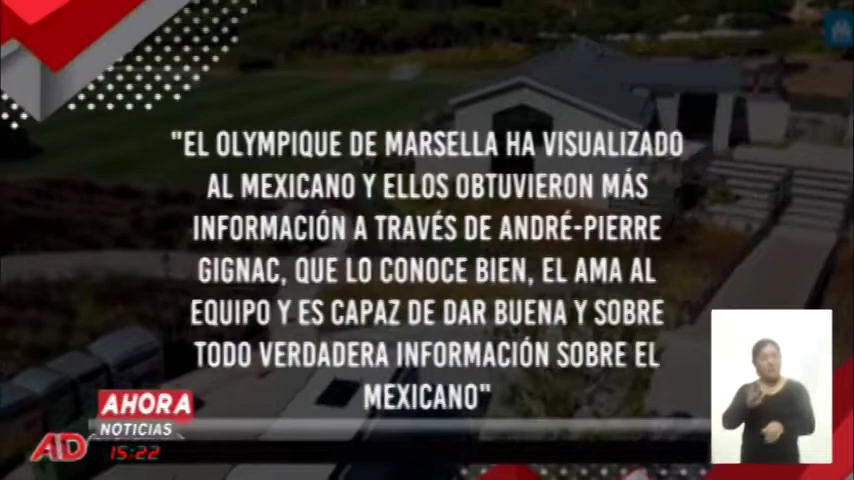 "EL OLYMPIQUE DE MARSELLA HA VISUALIZADO
AL MEXICANO Y ELLOS OBTUVIERON MÁS
INFORMACIÓN A TRAVÉS DE ANDRÉ-PIERRE
GIGNAC, QUE LO CONOCE BIEN, EL AMA AL
EQUIPO Y ES CAPAZ DE DAR BUENA Y SOBRE
TODO VERDADERA INFORMACIÓN SOBRE EL
MEXICANO"
AHORA
NOTICIAS
AD 15:22